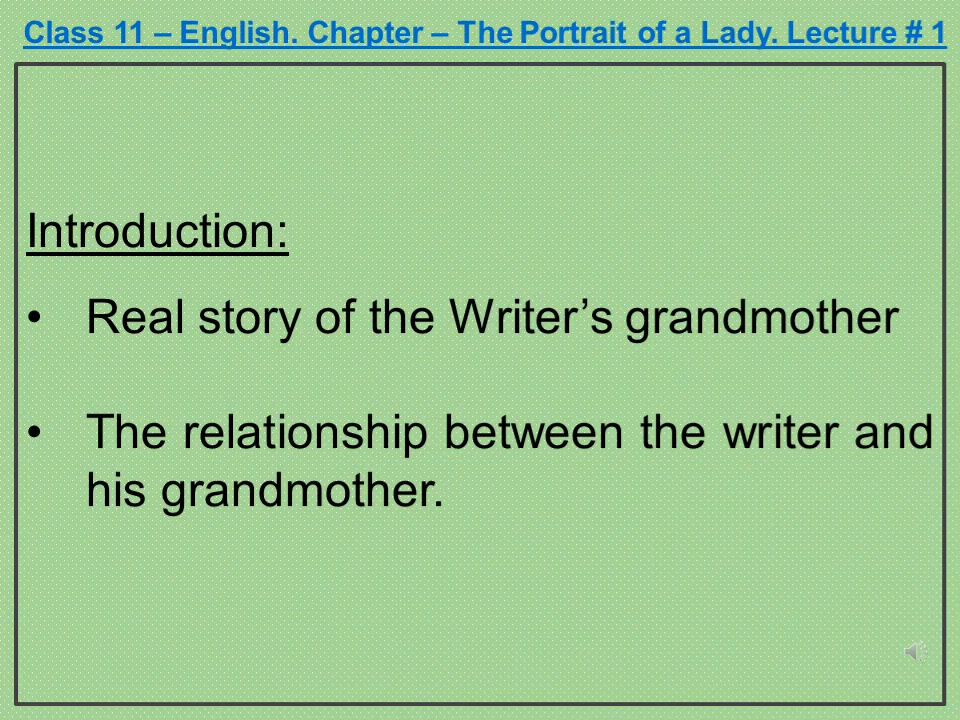 Class 11 – English. Chapter – The Portrait of a Lady. Lecture # 1
Introduction:
• Real story of the Writer’s grandmother
• The relationship between the writer and
his grandmother.